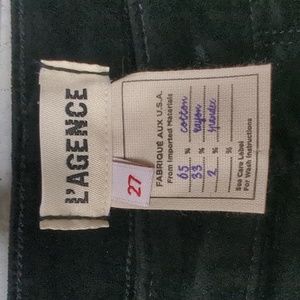 L'AGENCE
27
FABRIQUÉ AUX U.S.A.
From Imported Materials
65 % cotton
33 % rayon
2 % spandex
%
%
See Care Label
For Wash Instructions